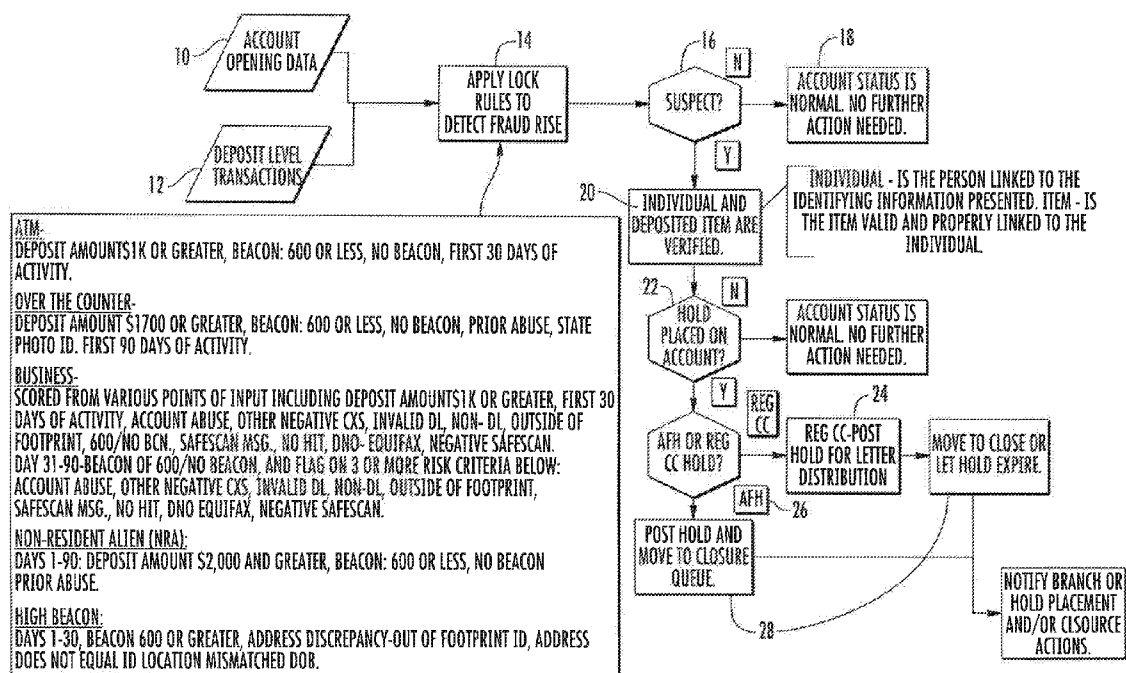 10
ACCOUNT
OPENING DATA
12
DEPOSIT LEVEL
TRANSACTIONS
14
APPLY LOCK
RULES TO
DETECT FRAUD RISE
16
SUSPECT?
N
Y
18
ACCOUNT STATUS IS
NORMAL. NO FURTHER
ACTION NEEDED.
20
INDIVIDUAL AND
DEPOSITED ITEM ARE
VERIFIED.
INDIVIDUAL - IS THE PERSON LINKED TO THE
IDENTIFYING INFORMATION PRESENTED. ITEM - IS
THE ITEM VALID AND PROPERLY LINKED TO THE
INDIVIDUAL.
22
HOLD
PLACED ON
ACCOUNT?
N
Y
ACCOUNT STATUS IS
NORMAL. NO FURTHER
ACTION NEEDED.
AFH OR REG
CC HOLD?
REG
CC
24
REG CC-POST
HOLD FOR LETTER
DISTRIBUTION
MOVE TO CLOSE OR
LET HOLD EXPIRE.
AFH
26
POST HOLD AND
MOVE TO CLOSURE
QUEUE.
28
NOTIFY BRANCH OR
HOLD PLACEMENT
AND/OR CLSOURCE
ACTIONS.
ATM-
DEPOSIT AMOUNT$1K OR GREATER, BEACON: 600 OR LESS, NO BEACON, FIRST 30 DAYS OF
ACTIVITY.
OVER THE COUNTER-
DEPOSIT AMOUNT $1700 OR GREATER, BEACON: 600 OR LESS, NO BEACON, PRIOR ABUSE, STATE
PHOTO ID. FIRST 90 DAYS OF ACTIVITY.
BUSINESS-
SCORED FROM VARIOUS POINTS OF INPUT INCLUDING DEPOSIT AMOUNT$1K OR GREATER, FIRST 30
DAYS OF ACTIVITY, ACCOUNT ABUSE, OTHER NEGATIVE CXS, INVALID DL, NON- DL, OUTSIDE OF
FOOTPRINT, 600/NO BCN., SAFESCAN MSG., NO HIT, DNO- EQUIFAX, NEGATIVE SAFESCAN.
DAY 31-90-BEACON OF 600/NO BEACON, AND FLAG ON 3 OR MORE RISK CRITERIA BELOW:
ACCOUNT ABUSE, OTHER NEGATIVE CXS, INVALID DL, NON-DL, OUTSIDE OF FOOTPRINT,
SAFESCAN MSG., NO HIT, DNO EQUIFAX, NEGATIVE SAFESCAN.
NON-RESIDENT ALIEN (NRA):
DAYS 1-90: DEPOSIT AMOUNT $2,000 AND GREATER, BEACON: 600 OR LESS, NO BEACON
PRIOR ABUSE.
HIGH BEACON:
DAYS 1-30, BEACON 600 OR GREATER, ADDRESS DISCREPANCY-OUT OF FOOTPRINT ID, ADDRESS
DOES NOT EQUAL ID LOCATION MISMATCHED DOB.